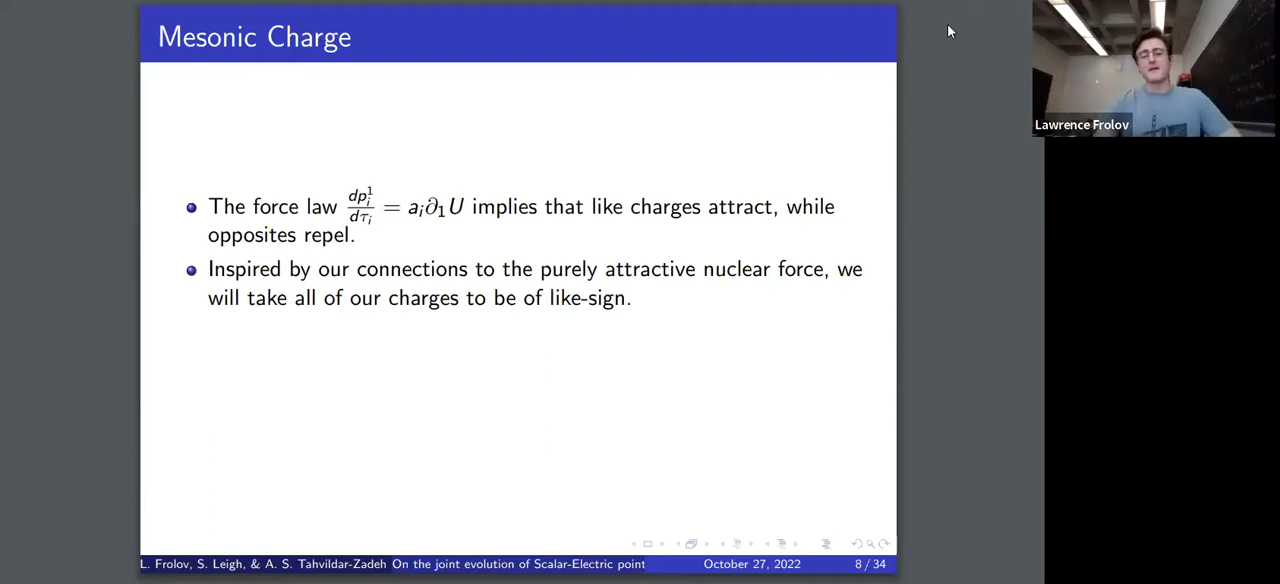 Mesonic Charge
The force law dp_i^1/dτ_i = a_i∂_1U implies that like charges attract, while
opposites repel.
Inspired by our connections to the purely attractive nuclear force, we
will take all of our charges to be of like-sign.
L. Frolov, S. Leigh, & A. S. Tahvildar-Zadeh On the joint evolution of Scalar-Electric point October 27, 2022 8 / 34
Lawrence Frolov